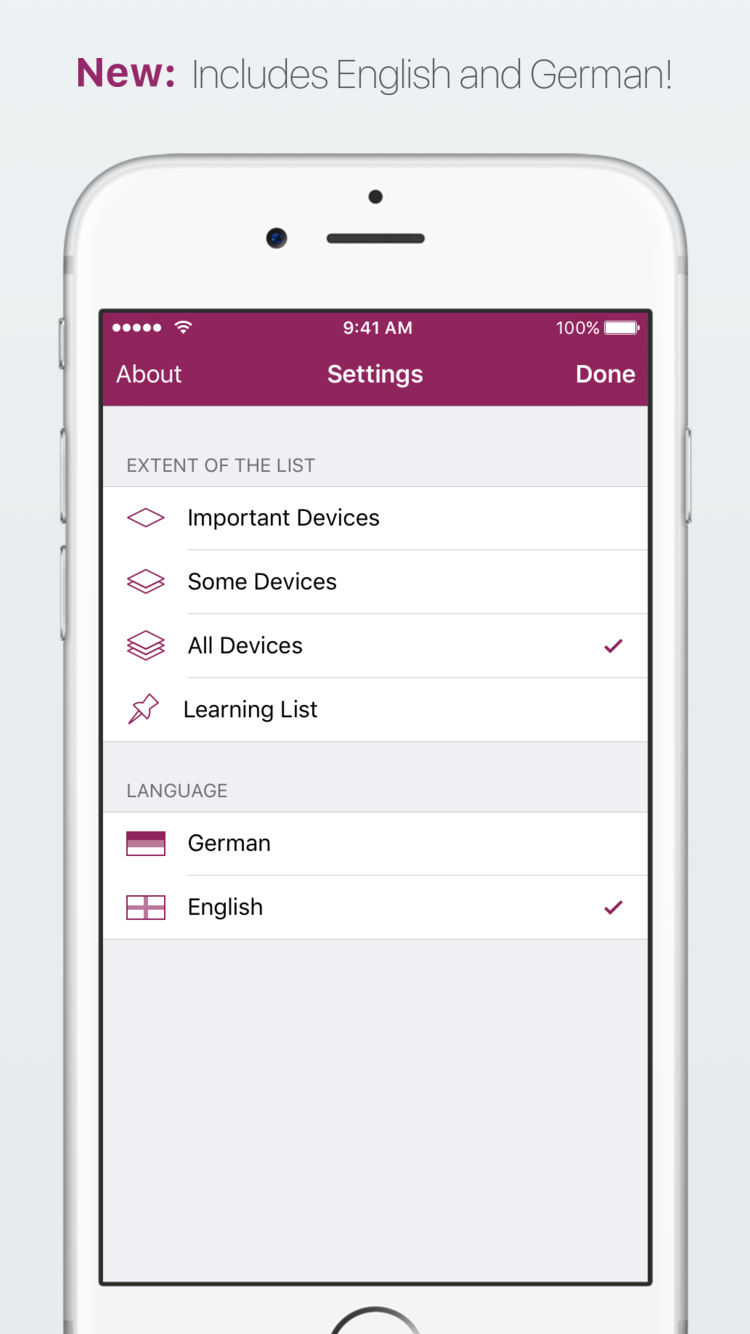 New: Includes English and German!
9:41 AM 100%
About Settings Done
EXTENT OF THE LIST
Important Devices
Some Devices
All Devices
Learning List
LANGUAGE
German
English